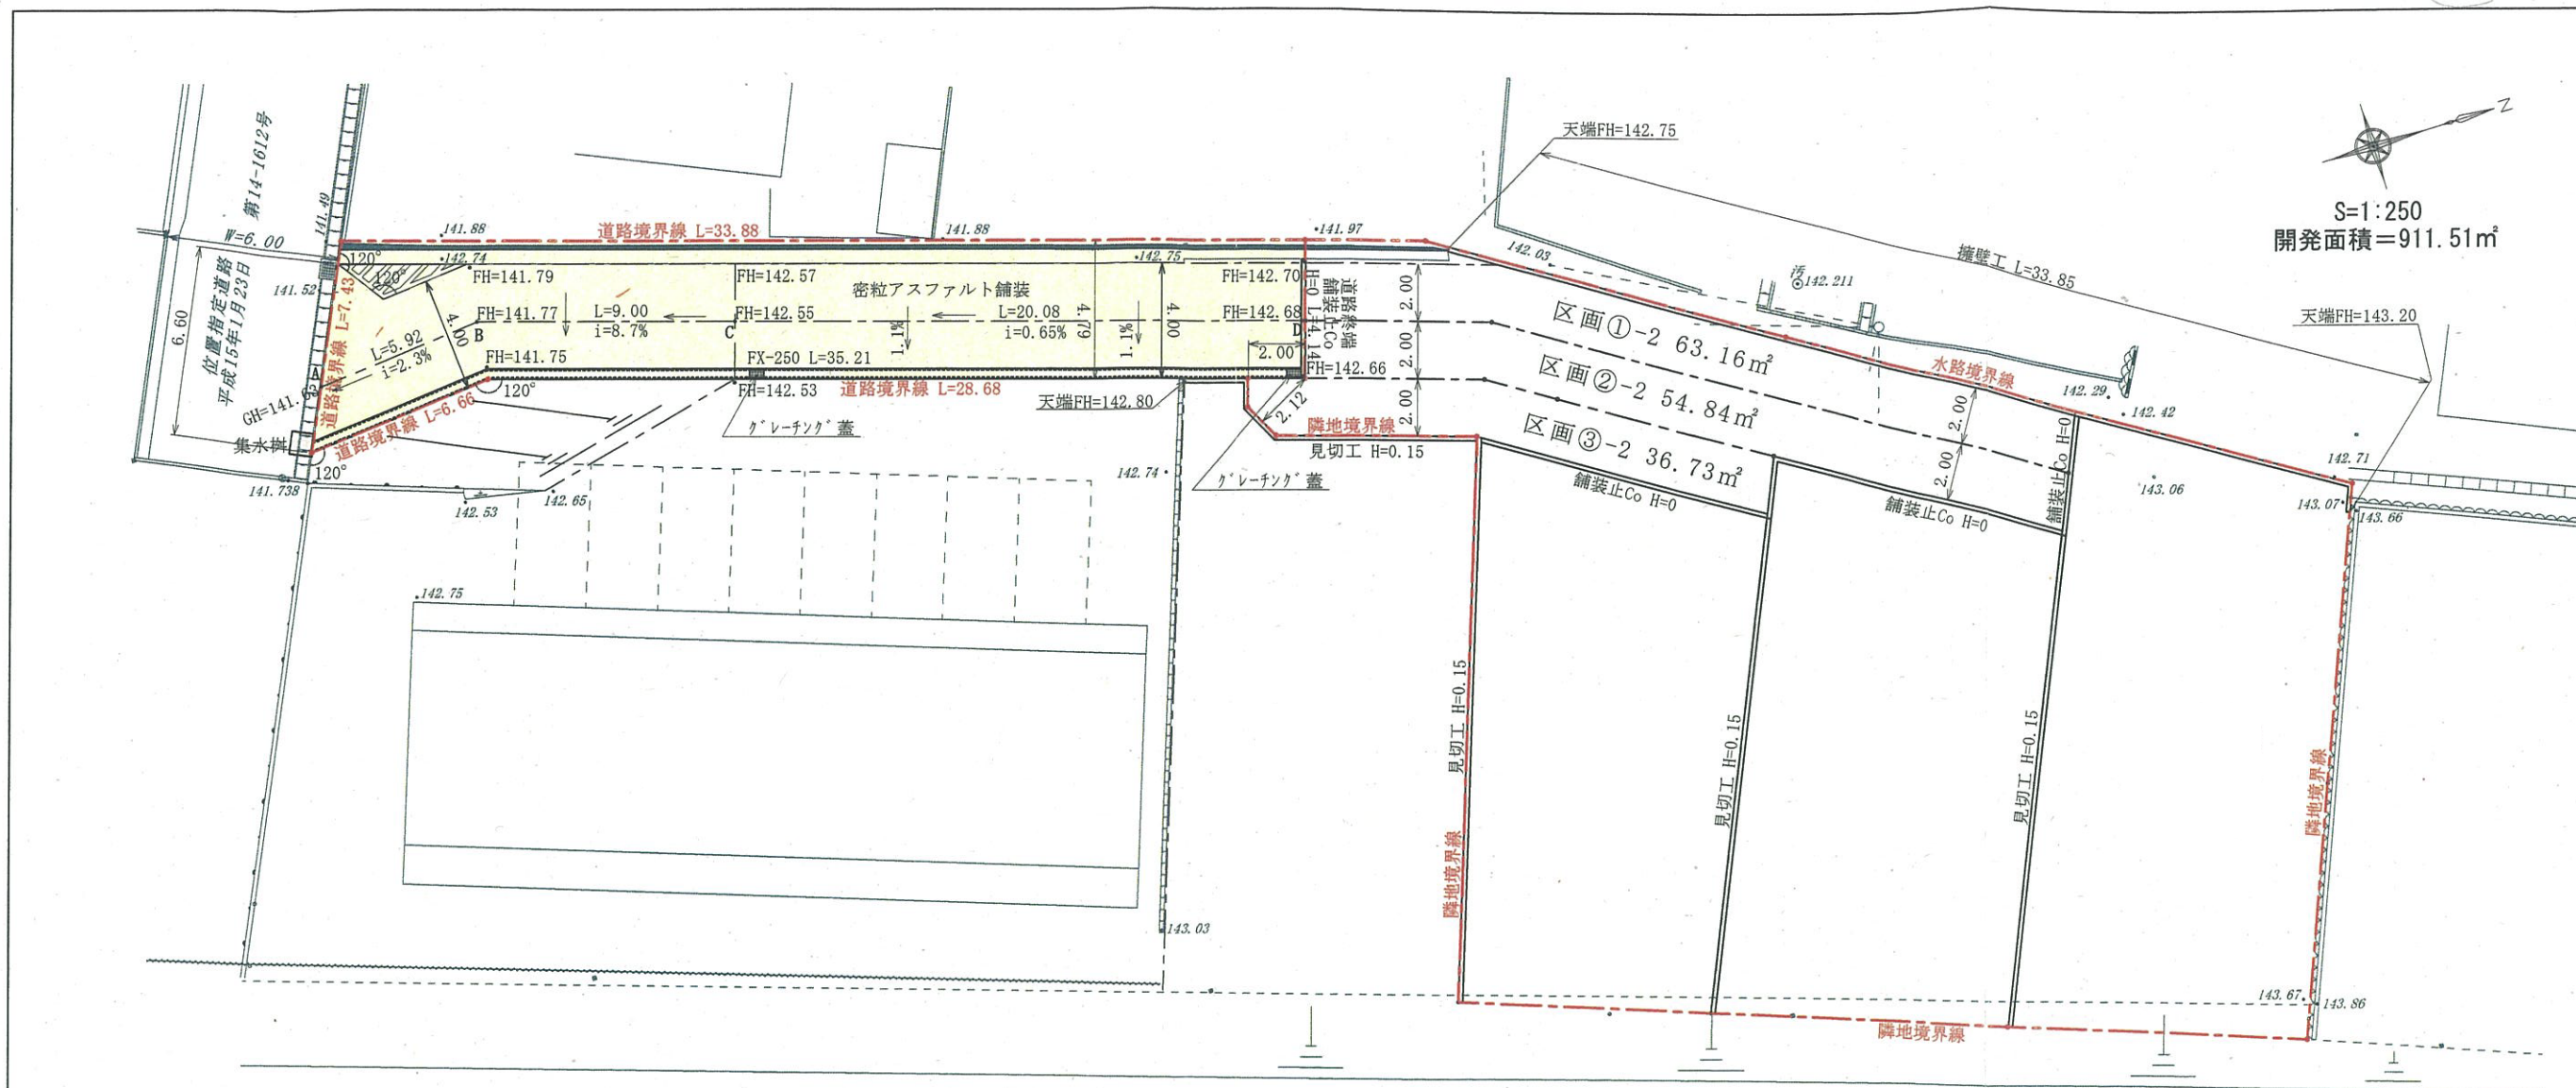 天端FH=142.75
N
S=1:250
開発面積＝911.51㎡
第14-1612号
W=6.00
位置指定道路
平成15年1月23日
6.60
141.49
141.52
141.88
道路境界線 L=33.88
141.88
141.97
142.03
汚
142.211
擁壁工 L=33.85
天端FH=143.20
120°
120°
142.74
142.75
FH=141.79
FH=142.57
FH=142.70
密粒アスファルト舗装
H=0 L=4.14
舗装止Co
道路終端
2.00
2.00
2.00
FH=141.77
B
L=9.00
i=8.7%
FH=142.55
C
1.1%
L=20.08
i=0.65%
4.79
1.1%
4.00
FH=142.68
D
道路境界線 L=7.43
4.00
L=5.92
i=2.3%
A
FH=141.75
FX-250 L=35.21
2.00
FH=142.66
120°
FH=142.53
道路境界線 L=28.68
天端FH=142.80
2.12
道路境界線 L=6.66
集水桝
120°
グレーチング蓋
グレーチング蓋
隣地境界線
見切工 H=0.15
区画①-2 63.16㎡
区画②-2 54.84㎡
区画③-2 36.73㎡
水路境界線
142.29
142.42
2.00
2.00
2.00
舗装止Co H=0
舗装止Co H=0
舗装止Co H=0
142.71
143.06
143.07
143.66
141.738
142.53
142.65
142.74
142.75
見切工 H=0.15
見切工 H=0.15
見切工 H=0.15
隣地境界線
隣地境界線
143.03
143.67
143.86
隣地境界線